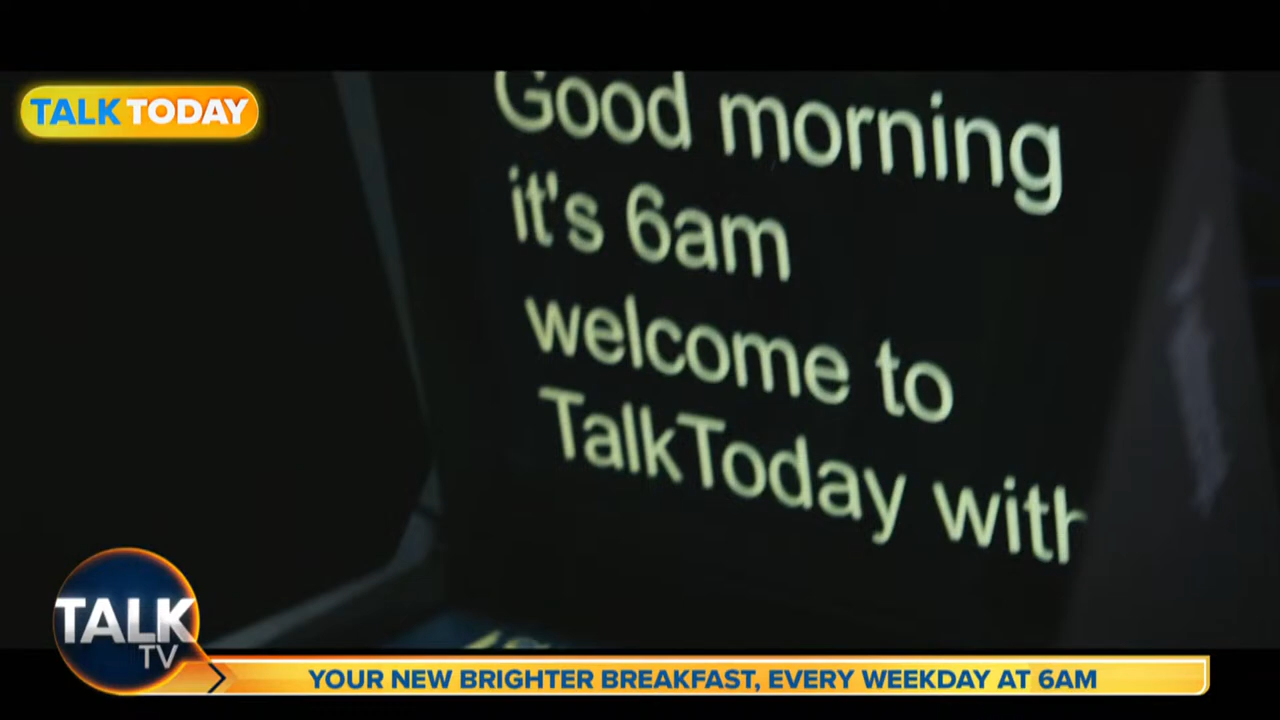 TALK TODAY
Good morning
it's 6am
welcome to
TalkToday with
TALK
TV
YOUR NEW BRIGHTER BREAKFAST, EVERY WEEKDAY AT 6AM